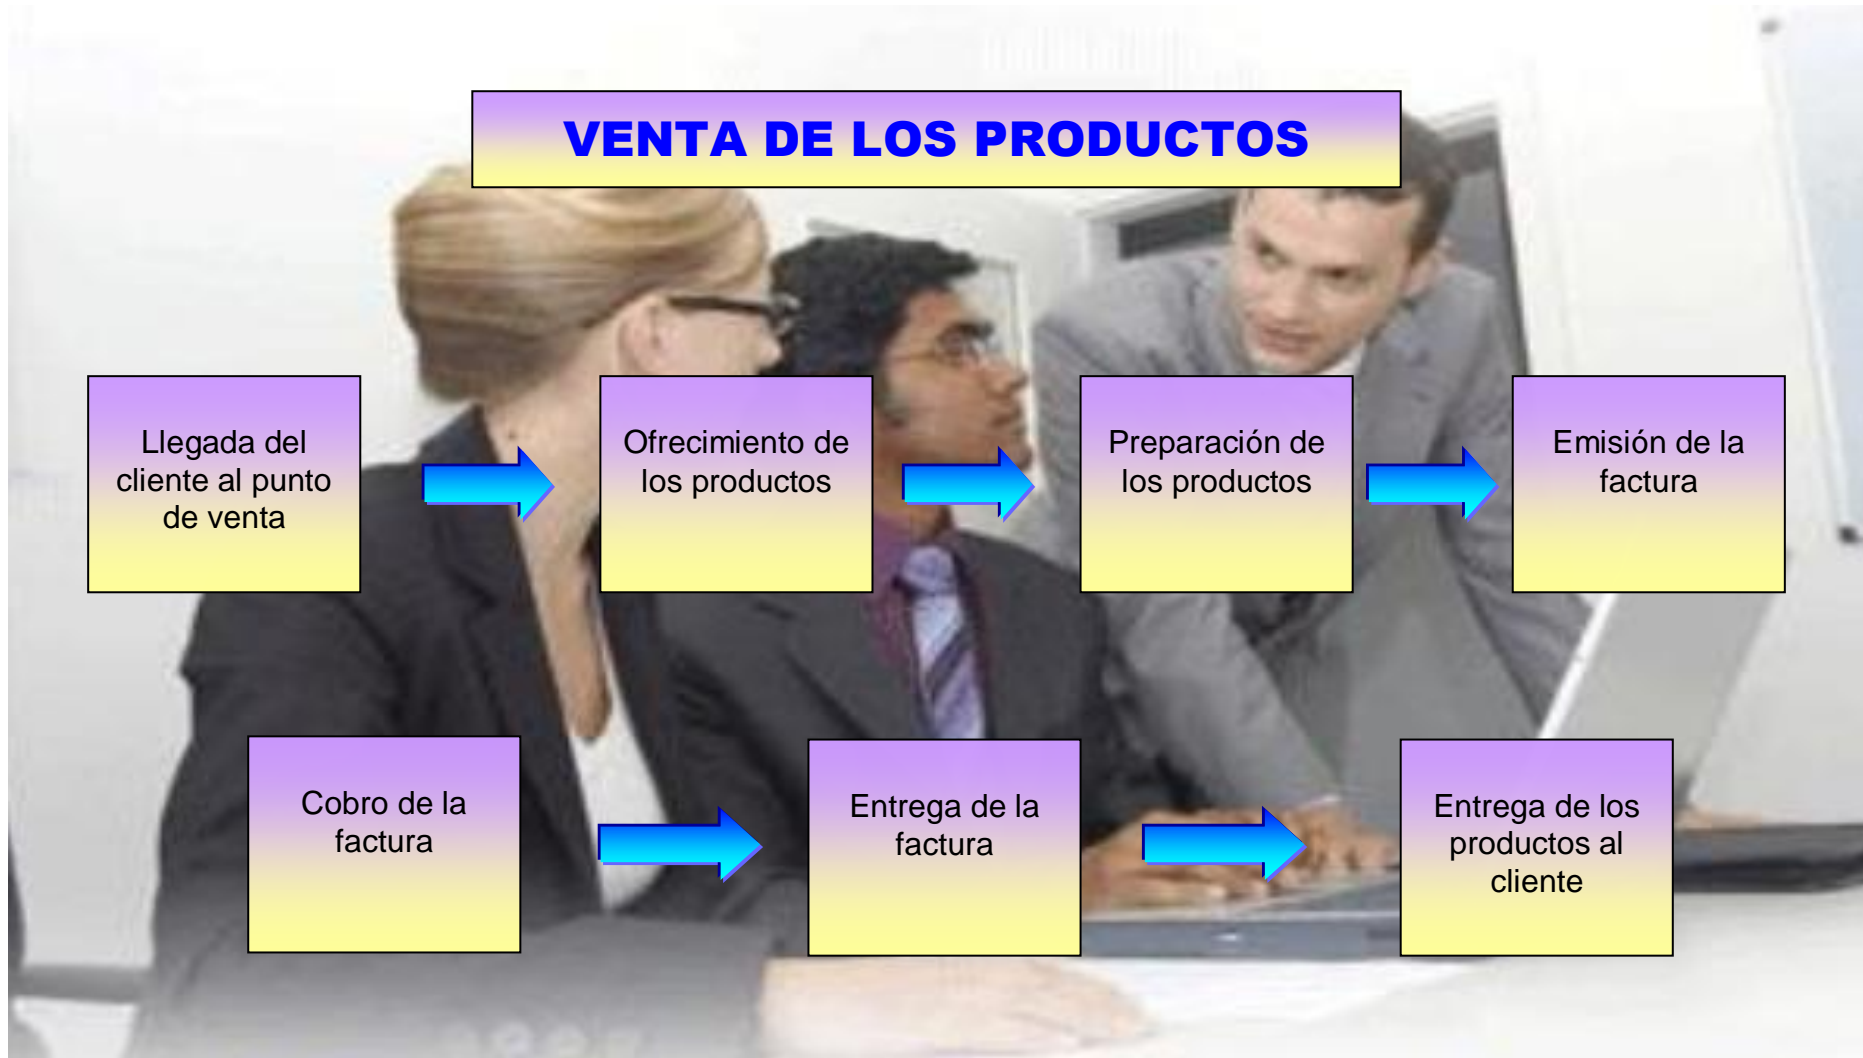 VENTA DE LOS PRODUCTOS
Llegada del
cliente al punto
de venta
Ofrecimiento de
los productos
Preparación de
los productos
Emisión de la
factura
Cobro de la
factura
Entrega de la
factura
Entrega de los
productos al
cliente